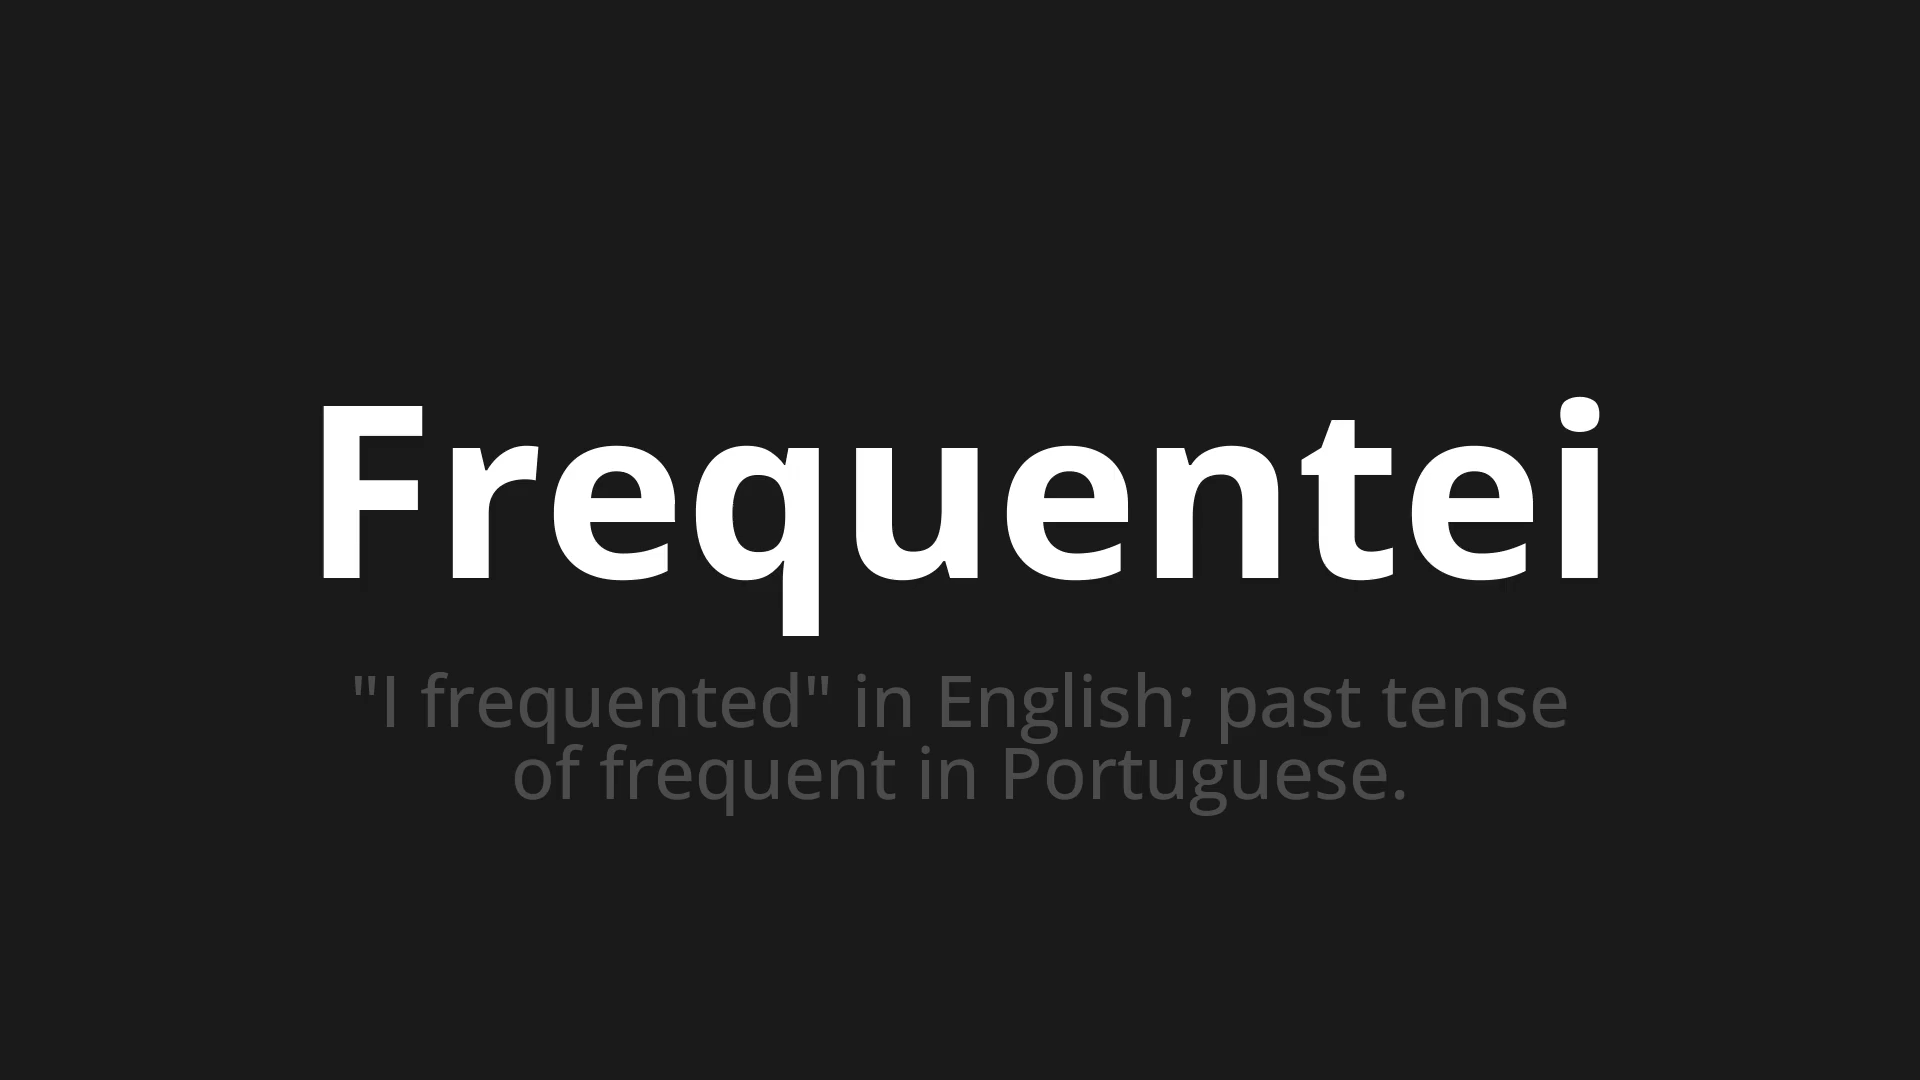 Frequentei
"I frequented" in English; past tense
of frequent in Portuguese.